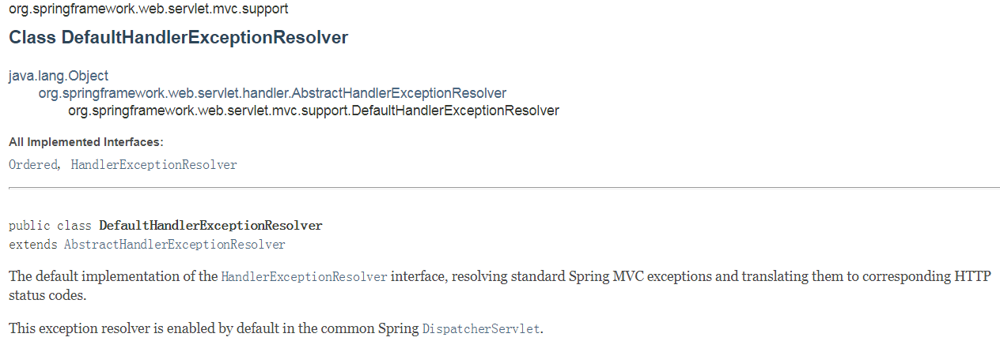 org.springframework.web.servlet.mvc.support
Class DefaultHandlerExceptionResolver
java.lang.Object
org.springframework.web.servlet.handler.AbstractHandlerExceptionResolver
org.springframework.web.servlet.mvc.support.DefaultHandlerExceptionResolver
All Implemented Interfaces:
Ordered, HandlerExceptionResolver
public class DefaultHandlerExceptionResolver
extends AbstractHandlerExceptionResolver
The default implementation of the HandlerExceptionResolver interface, resolving standard Spring MVC exceptions and translating them to corresponding HTTP
status codes.
This exception resolver is enabled by default in the common Spring DispatcherServlet.